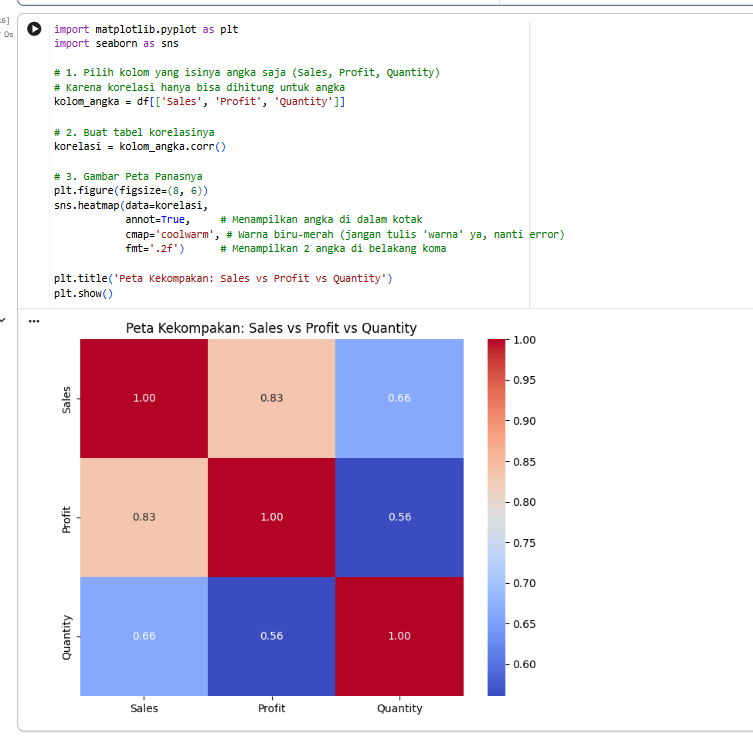 6]
0s
import matplotlib.pyplot as plt
import seaborn as sns
# 1. Pilih kolom yang isinya angka saja (Sales, Profit, Quantity)
# Karena korelasi hanya bisa dihitung untuk angka
kolom_angka = df[['Sales', 'Profit', 'Quantity']]
# 2. Buat tabel korelasinya
korelasi = kolom_angka.corr()
# 3. Gambar Peta Panasnya
plt.figure(figsize=(8, 6))
sns.heatmap(data=korelasi,
annot=True, # Menampilkan angka di dalam kotak
cmap='coolwarm', # Warna biru-merah (jangan tulis 'warna' ya, nanti error)
fmt='.2f') # Menampilkan 2 angka di belakang koma
plt.title('Peta Kekompakan: Sales vs Profit vs Quantity')
plt.show()
Peta Kekompakan: Sales vs Profit vs Quantity
Sales
1.00 0.83 0.66
Profit
0.83 1.00 0.56
Quantity
0.66 0.56 1.00
Sales Profit Quantity
1.00
0.95
0.90
0.85
0.80
0.75
0.70
0.65
0.60